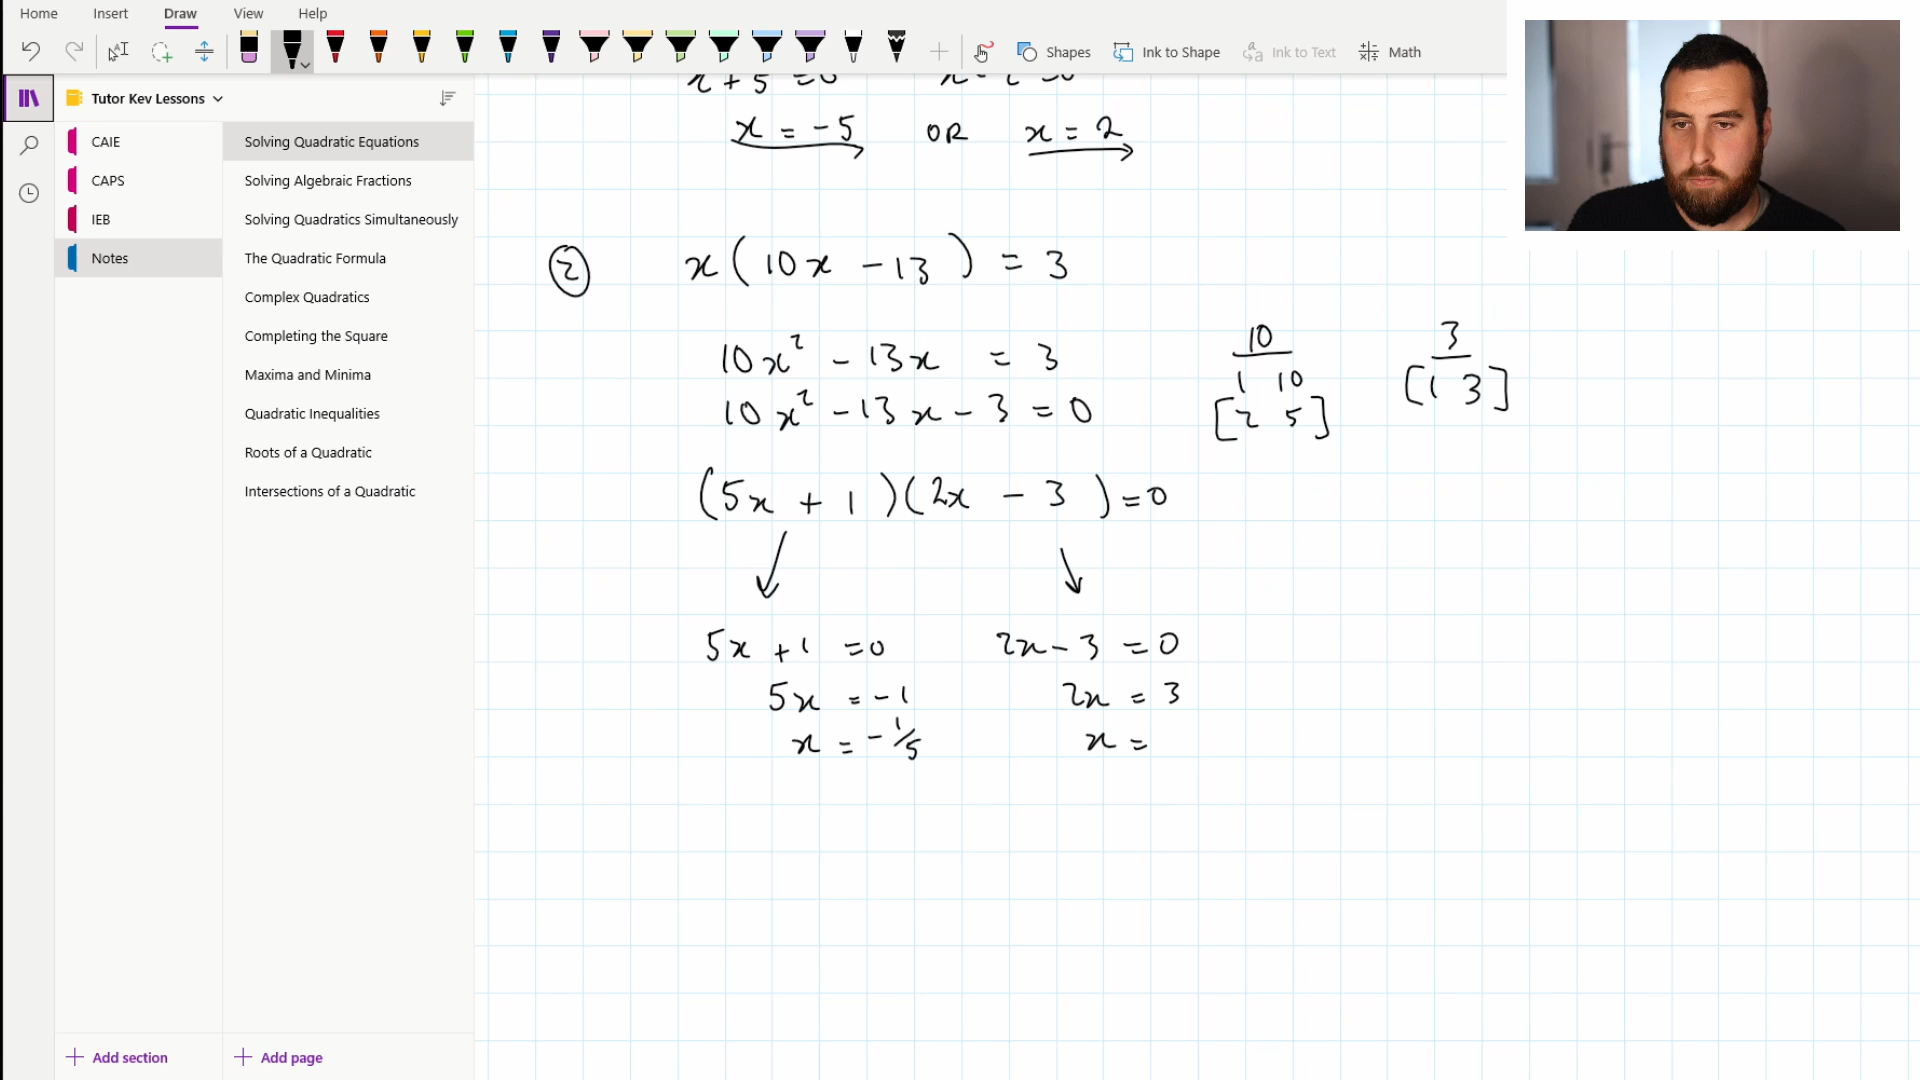 Home Insert Draw View Help
Shapes Ink to Shape Ink to Text Math
Tutor Kev Lessons
CAIE
CAPS
IEB
Notes
Solving Quadratic Equations
Solving Algebraic Fractions
Solving Quadratics Simultaneously
The Quadratic Formula
Complex Quadratics
Completing the Square
Maxima and Minima
Quadratic Inequalities
Roots of a Quadratic
Intersections of a Quadratic
Add section Add page
x + 5 = 0 x - 2 = 0
x = -5 OR x = 2
② x(10x - 13) = 3
10x² - 13x = 3
10x² - 13x - 3 = 0
(5x + 1)(2x - 3) = 0
5x + 1 = 0 2x - 3 = 0
5x = -1 2x = 3
x = -1/5 x =
10 3
1 10 [1 3]
[2 5]